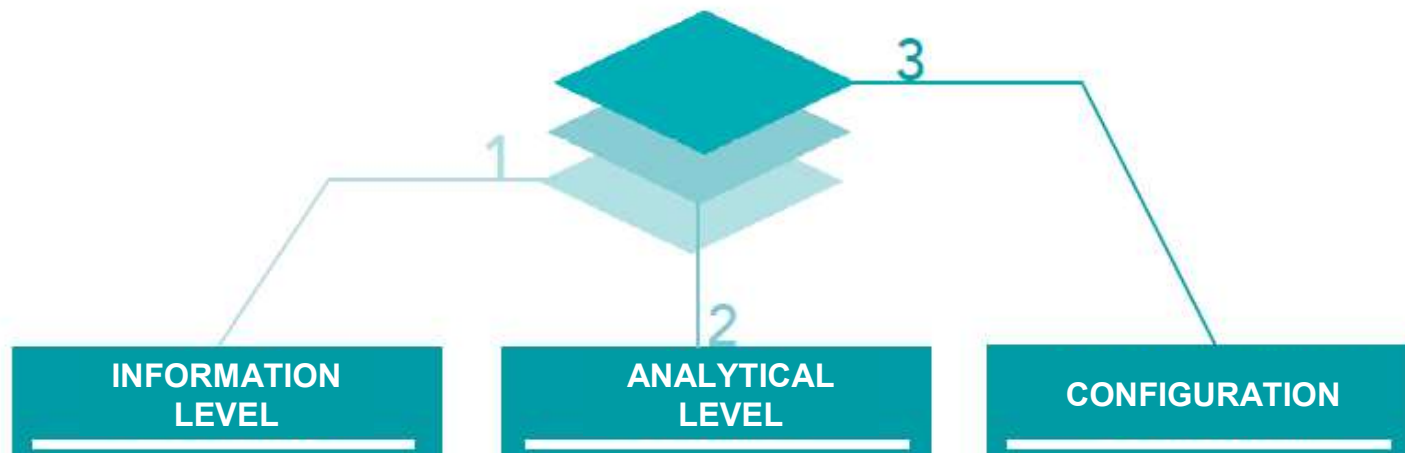 3
1
2
INFORMATION
LEVEL
ANALYTICAL
LEVEL
CONFIGURATION